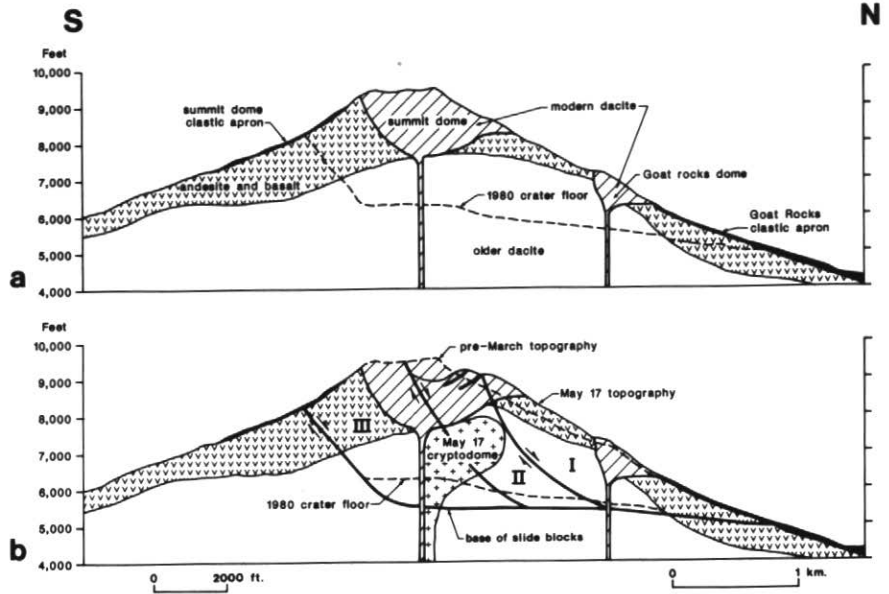 S
N
Feet
10,000
9,000
8,000
7,000
6,000
5,000
4,000
summit dome
clastic apron
summit dome
modern dacite
andesite and basalt
Goat rocks dome
1980 crater floor
Goat Rocks
clastic apron
older dacite
a
Feet
10,000
9,000
8,000
7,000
6,000
5,000
4,000
pre-March topography
May 17 topography
III
May 17
cryptodome
I
II
1980 crater floor
base of slide blocks
b
0
2000 ft.
0
1 km.